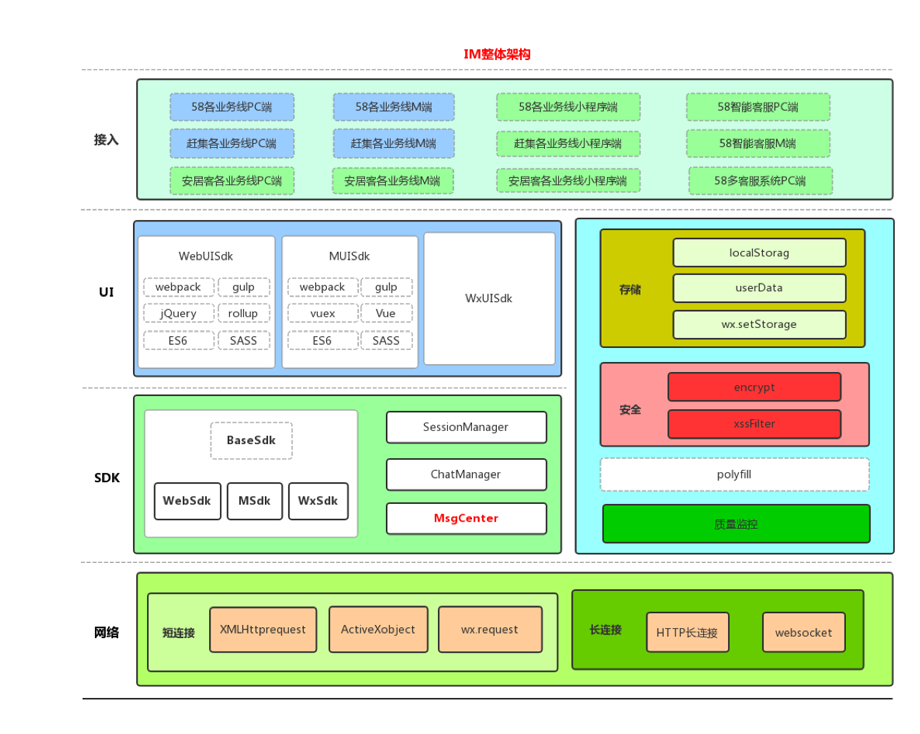 IM整体架构
接入
58各业务线PC端
58各业务线M端
58各业务线小程序端
58智能客服PC端
赶集各业务线PC端
赶集各业务线M端
赶集各业务线小程序端
58智能客服M端
安居客各业务线PC端
安居客各业务线M端
安居客各业务线小程序端
58多客服系统PC端
UI
WebUISdk
webpack
gulp
jQuery
rollup
ES6
SASS
MUISdk
webpack
gulp
vuex
Vue
ES6
SASS
WxUISdk
存储
localStorag
userData
wx.setStorage
安全
encrypt
xssFilter
polyfill
质量监控
SDK
BaseSdk
WebSdk
MSdk
WxSdk
SessionManager
ChatManager
MsgCenter
网络
短连接
XMLHttprequest
ActiveXobject
wx.request
长连接
HTTP长连接
websocket